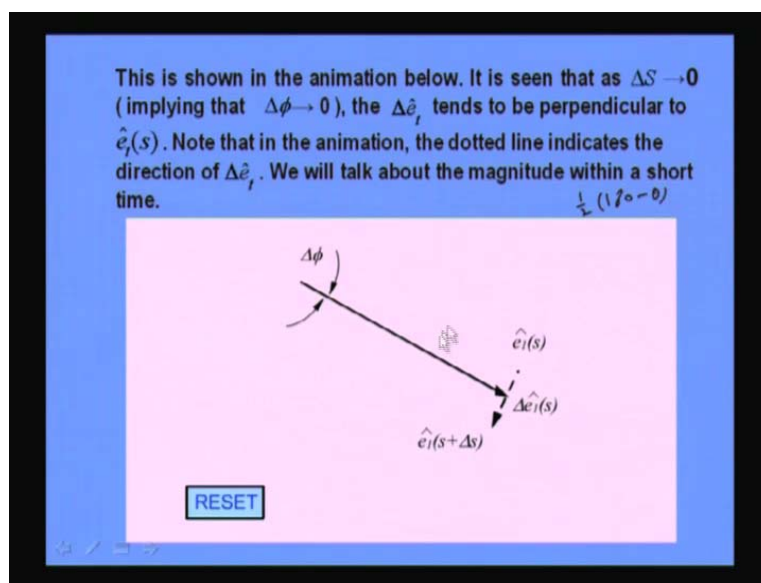 This is shown in the animation below. It is seen that as ΔS →0
( implying that Δϕ→ 0 ), the Δê_t tends to be perpendicular to
ê_t(s) . Note that in the animation, the dotted line indicates the
direction of Δê_t . We will talk about the magnitude within a short
time.
½ (180-0)
Δϕ
ê_t(s)
Δê_t(s)
ê_t(s+Δs)
RESET